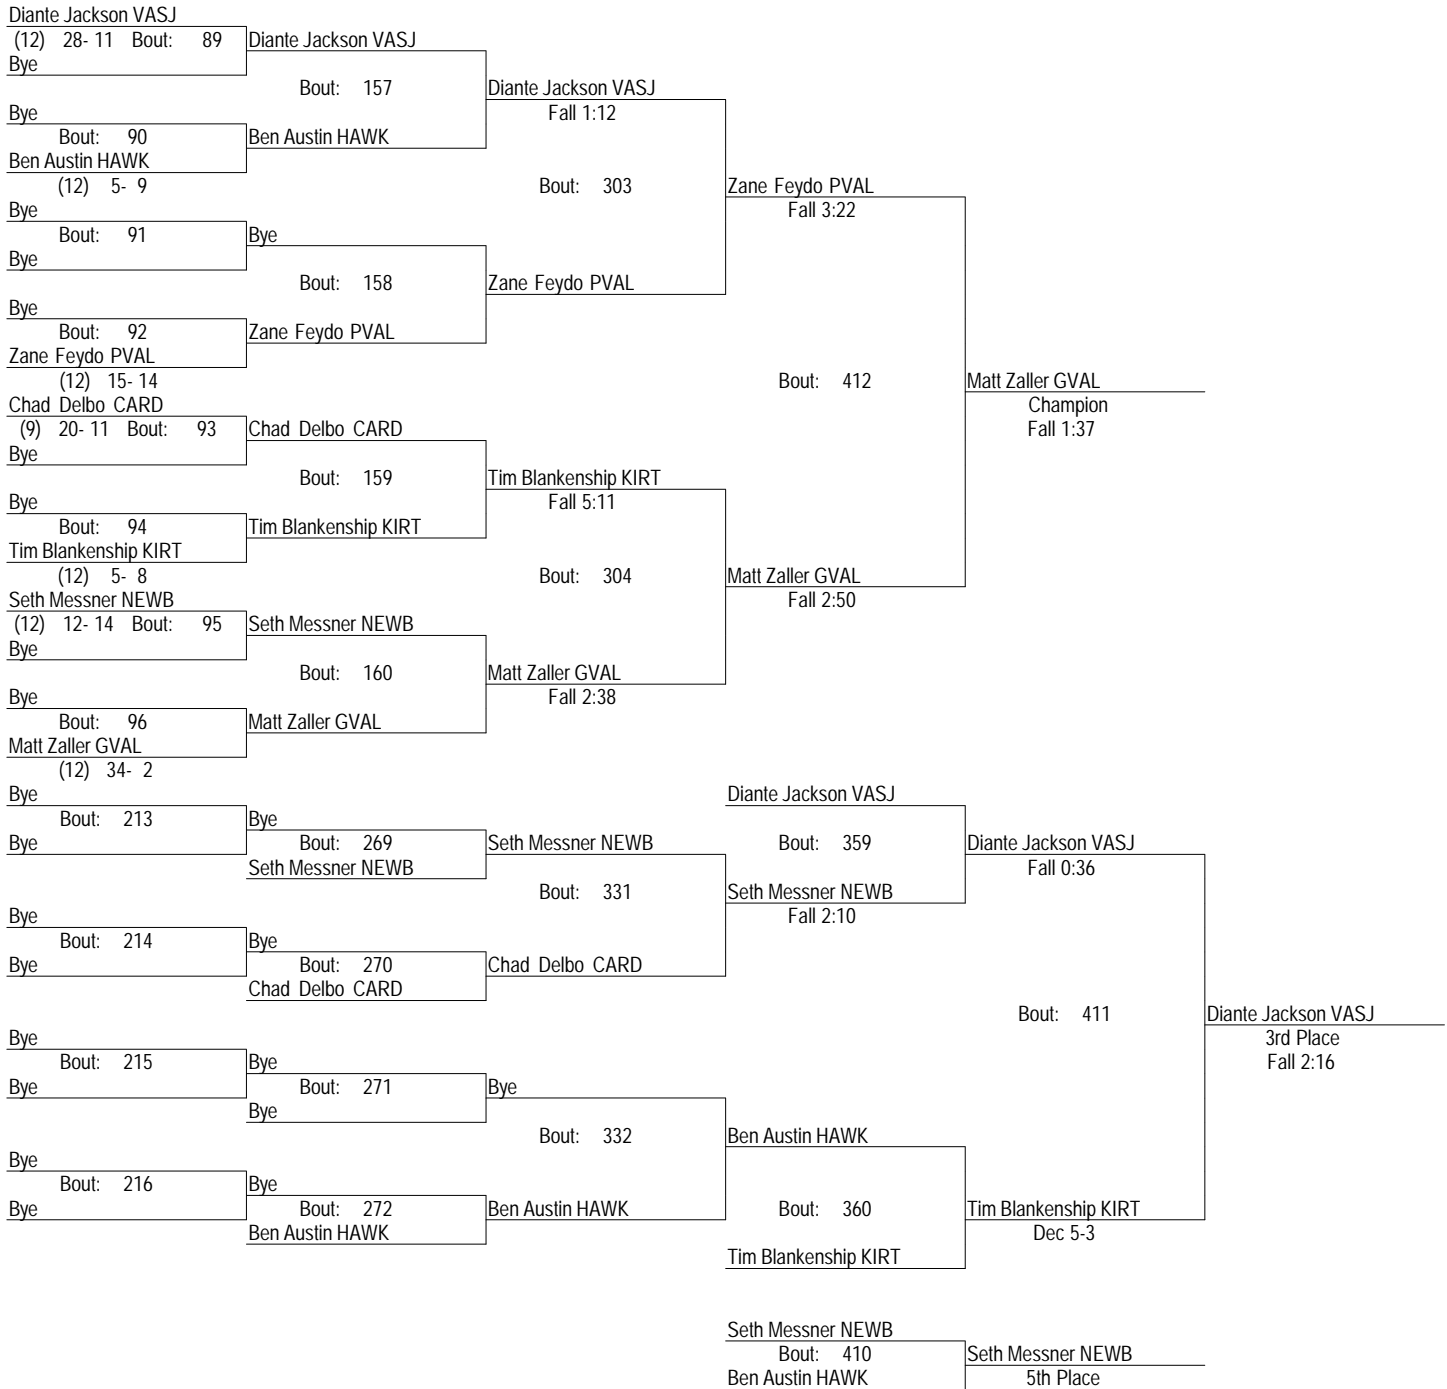 Diante Jackson VASJ
(12) 28- 11 Bout: 89 Diante Jackson VASJ
Bye
Bout: 157 Diante Jackson VASJ
Bye Fall 1:12
Bout: 90 Ben Austin HAWK
Ben Austin HAWK
(12) 5- 9 Bout: 303 Zane Feydo PVAL
Bye Fall 3:22
Bout: 91 Bye
Bye
Bout: 158 Zane Feydo PVAL
Bye
Bout: 92 Zane Feydo PVAL
Zane Feydo PVAL
(12) 15- 14 Bout: 412 Matt Zaller GVAL
Chad Delbo CARD Champion
(9) 20- 11 Bout: 93 Chad Delbo CARD Fall 1:37
Bye
Bout: 159 Tim Blankenship KIRT
Bye Fall 5:11
Bout: 94 Tim Blankenship KIRT
Tim Blankenship KIRT
(12) 5- 8 Bout: 304 Matt Zaller GVAL
Seth Messner NEWB Fall 2:50
(12) 12- 14 Bout: 95 Seth Messner NEWB
Bye
Bout: 160 Matt Zaller GVAL
Bye Fall 2:38
Bout: 96 Matt Zaller GVAL
Matt Zaller GVAL
(12) 34- 2
Bye Diante Jackson VASJ
Bout: 213 Bye
Bye Bout: 269 Seth Messner NEWB Bout: 359 Diante Jackson VASJ
Seth Messner NEWB Fall 0:36
Bout: 331 Seth Messner NEWB
Bye Fall 2:10
Bout: 214 Bye
Bye Bout: 270 Chad Delbo CARD
Chad Delbo CARD
Bout: 411 Diante Jackson VASJ
Bye 3rd Place
Bout: 215 Bye Fall 2:16
Bye Bout: 271 Bye
Bye
Bout: 332 Ben Austin HAWK
Bye
Bout: 216 Bye
Bye Bout: 272 Ben Austin HAWK Bout: 360 Tim Blankenship KIRT
Ben Austin HAWK Dec 5-3
Tim Blankenship KIRT
Seth Messner NEWB
Bout: 410 Seth Messner NEWB
Ben Austin HAWK 5th Place